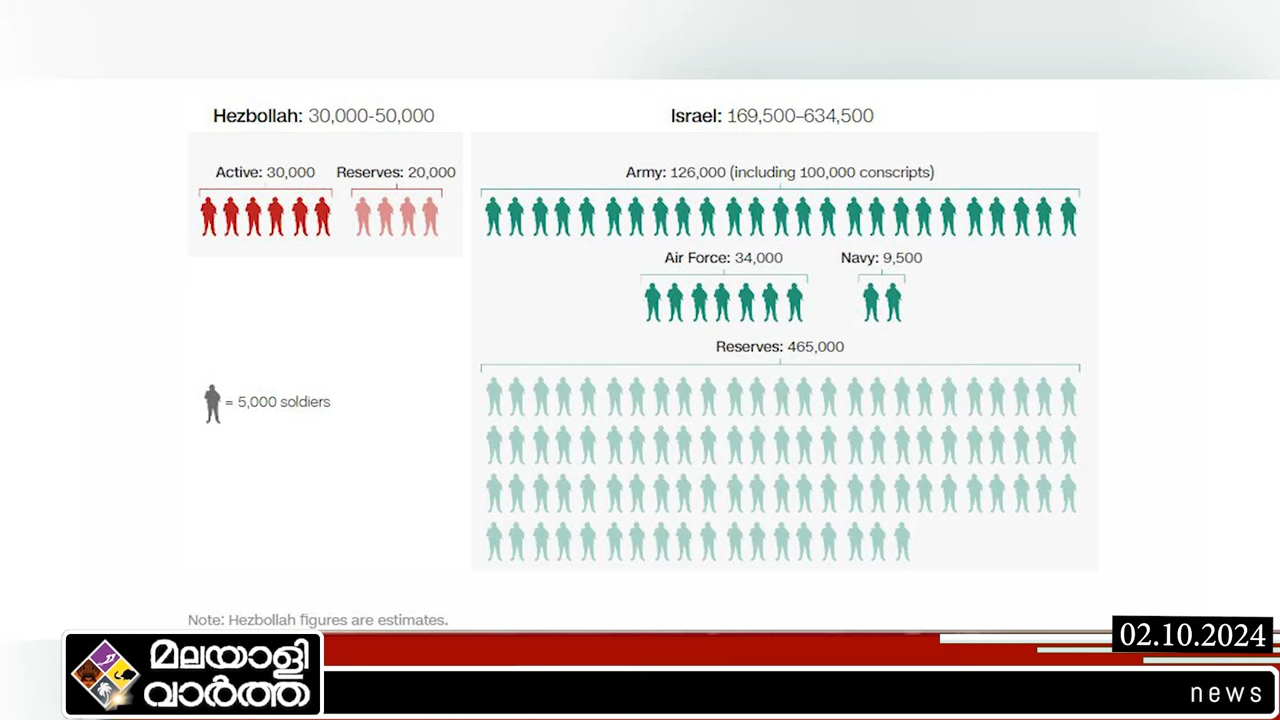 Hezbollah: 30,000-50,000
Israel: 169,500–634,500
Active: 30,000
Reserves: 20,000
Army: 126,000 (including 100,000 conscripts)
Air Force: 34,000
Navy: 9,500
Reserves: 465,000
= 5,000 soldiers
Note: Hezbollah figures are estimates.
02.10.2024
മലയാളി
വാർത്ത
news